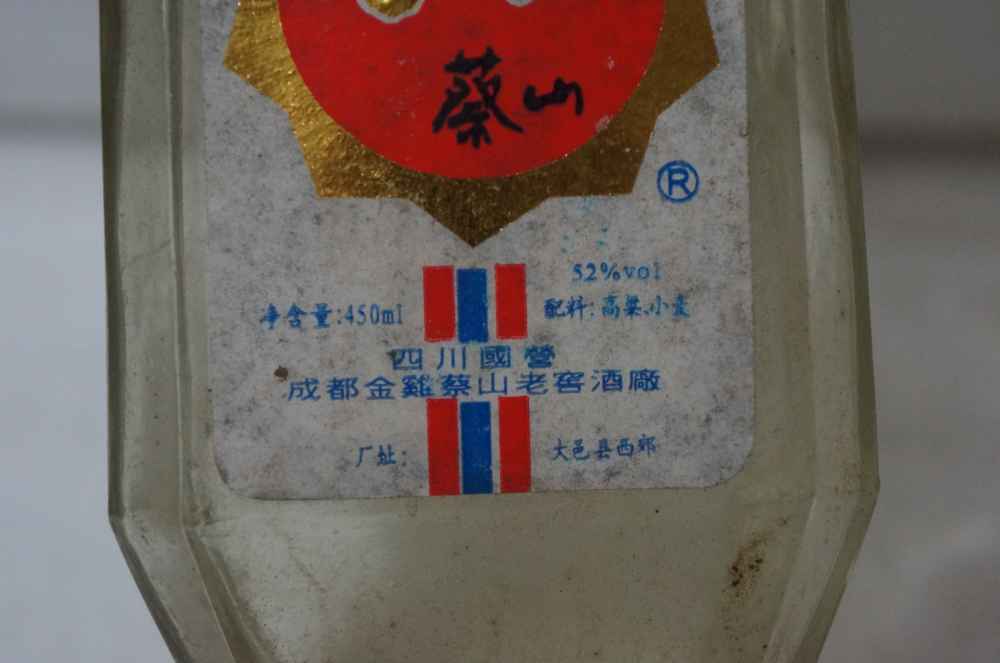 蔡山
®
52%vol
净含量:450ml
配料:高粱、小麦
四川國營
成都金雞蔡山老窖酒廠
厂址: 大邑县西郊